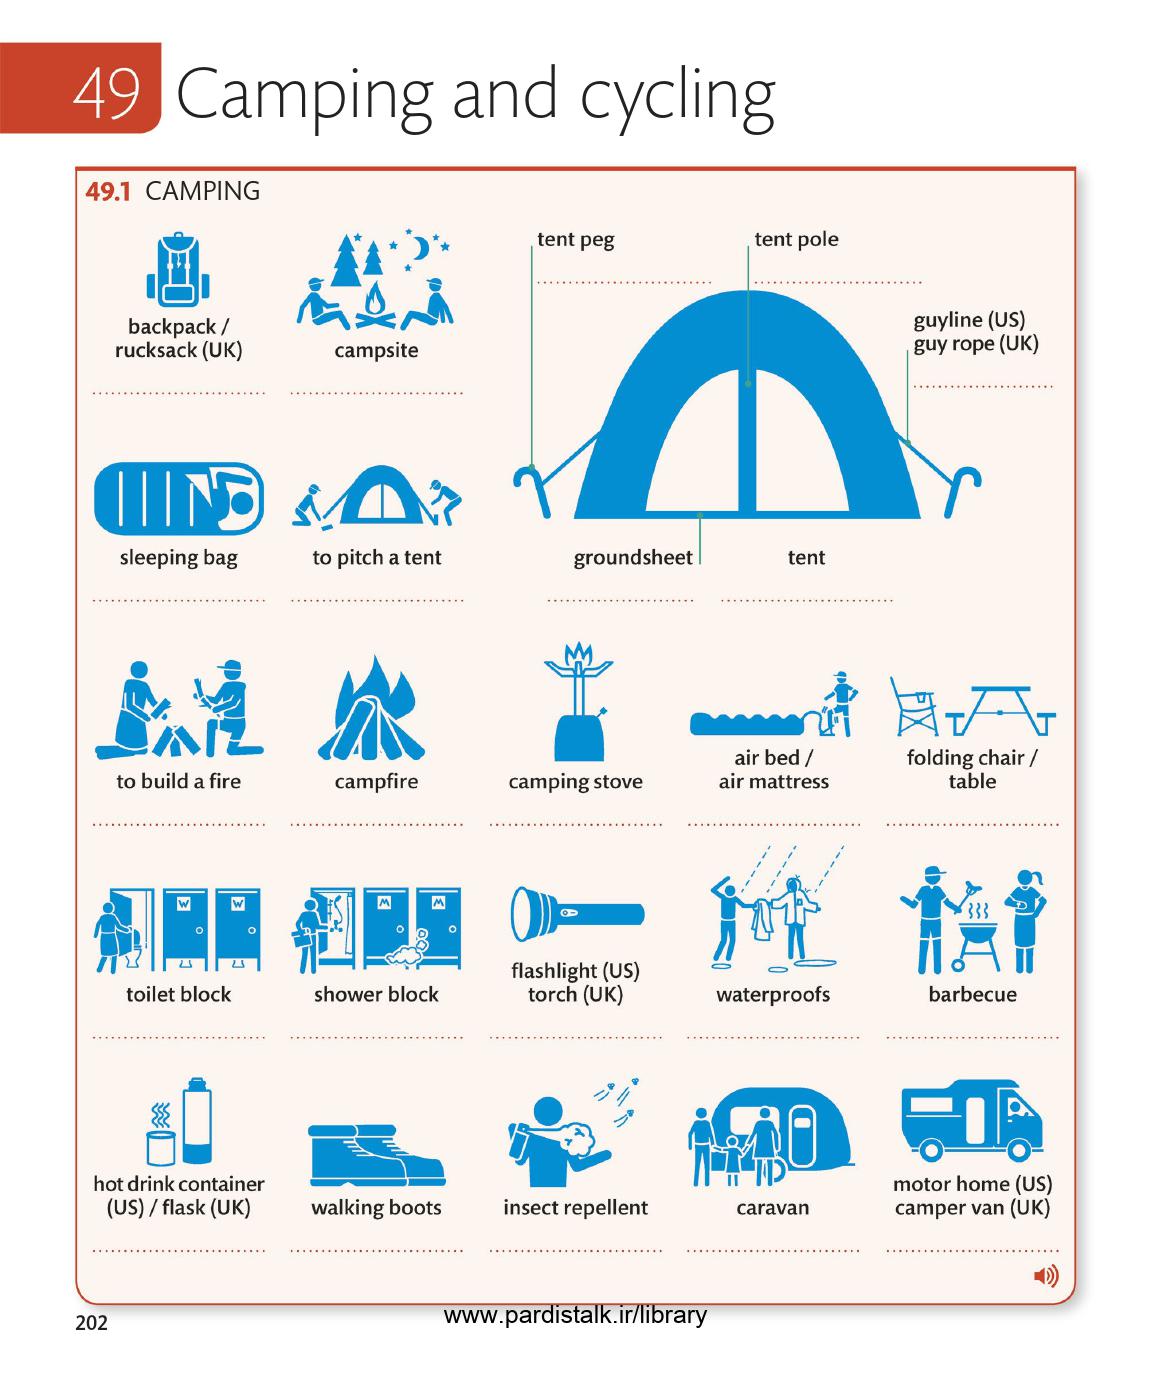 49 Camping and cycling
49.1 CAMPING
tent peg
tent pole
backpack /
rucksack (UK)
campsite
guyline (US)
guy rope (UK)
sleeping bag
to pitch a tent
groundsheet
tent
to build a fire
campfire
camping stove
air bed /
air mattress
folding chair /
table
W
W
M
M
toilet block
shower block
flashlight (US)
torch (UK)
waterproofs
barbecue
hot drink container
(US) / flask (UK)
walking boots
insect repellent
caravan
motor home (US)
camper van (UK)
202
www.pardistalk.ir/library